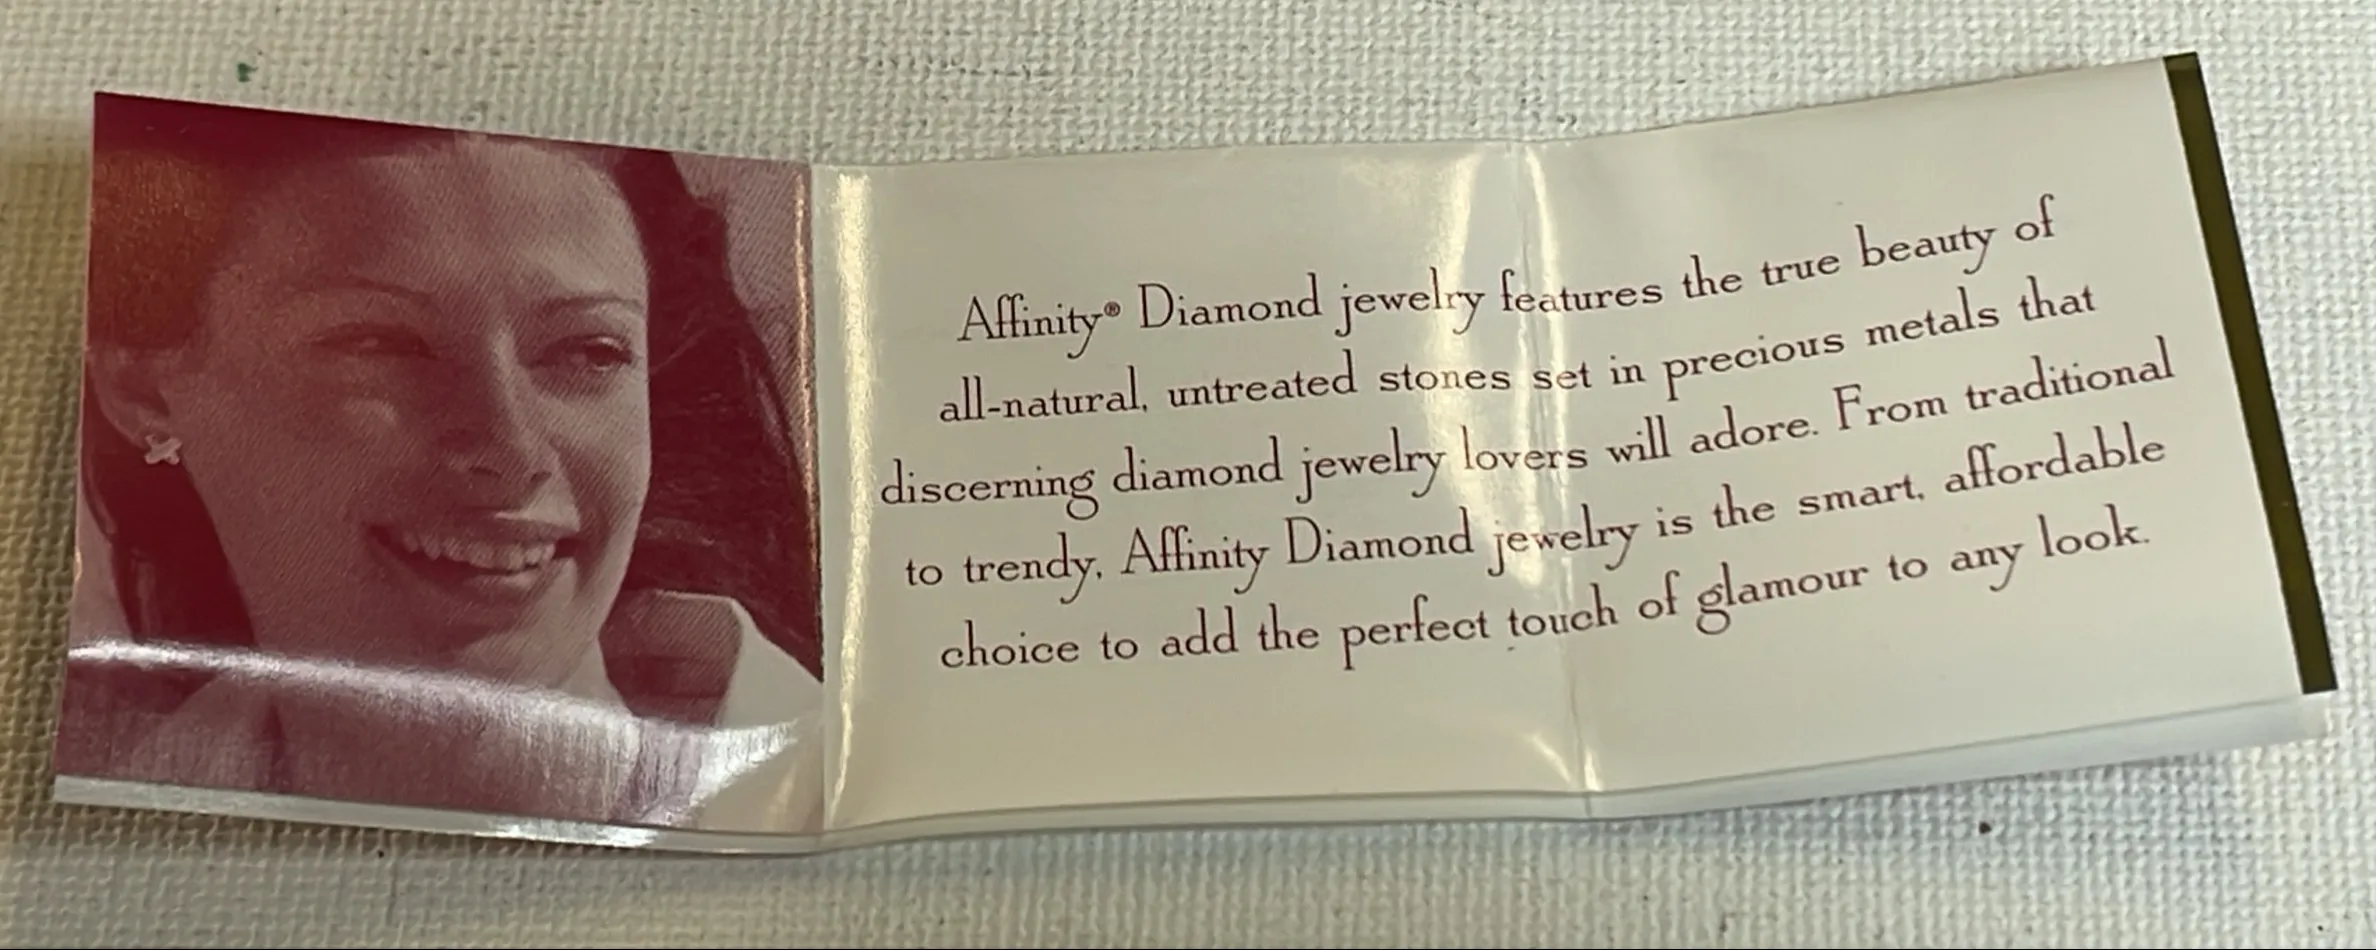 Affinity® Diamond jewelry features the true beauty of
all-natural, untreated stones set in precious metals that
discerning diamond jewelry lovers will adore. From traditional
to trendy, Affinity Diamond jewelry is the smart, affordable
choice to add the perfect touch of glamour to any look.